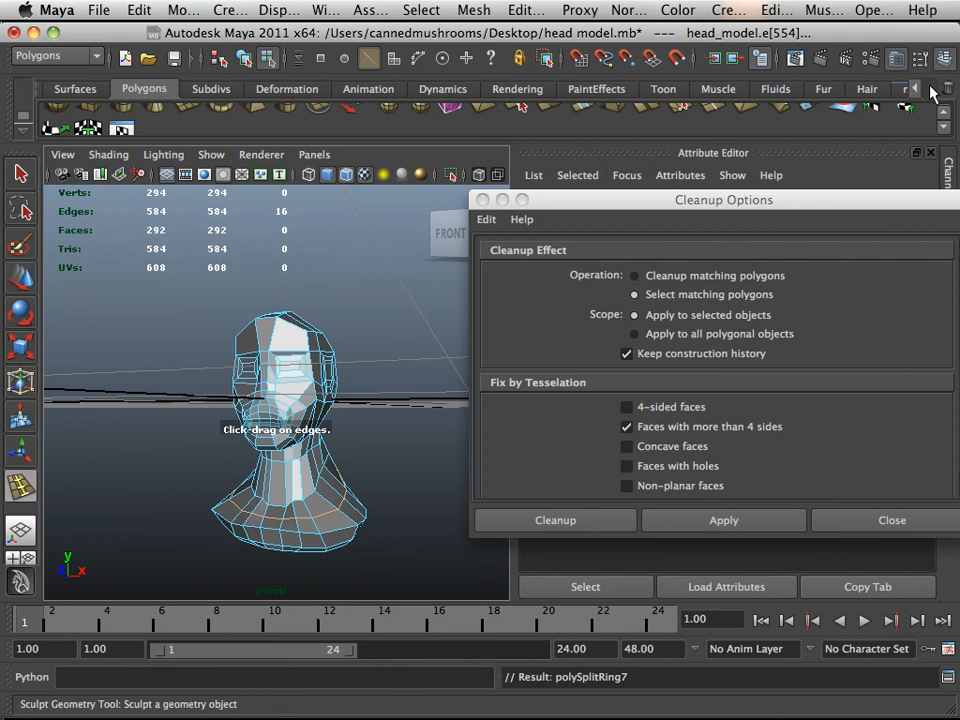 Maya File Edit Mo... Cre... Disp... Wi... Ass... Select Mesh Edit... Proxy Nor... Color Cre... Edi... Mus... Ope... Help
Autodesk Maya 2011 x64: /Users/cannedmushrooms/Desktop/head model.mb* --- head_model.e[554]...
Polygons
Surfaces Polygons Subdivs Deformation Animation Dynamics Rendering PaintEffects Toon Muscle Fluids Fur Hair
View Shading Lighting Show Renderer Panels
Attribute Editor
List Selected Focus Attributes Show Help
Verts: 294 294 0
Edges: 584 584 16
Faces: 292 292 0
Tris: 584 584 0
UVs: 608 608 0
FRONT
Click-drag on edges.
y
x
persp
Cleanup Options
Edit Help
Cleanup Effect
Operation: Cleanup matching polygons
Select matching polygons
Scope: Apply to selected objects
Apply to all polygonal objects
Keep construction history
Fix by Tesselation
4-sided faces
Faces with more than 4 sides
Concave faces
Faces with holes
Non-planar faces
Cleanup Apply Close
Select Load Attributes Copy Tab
1 2 4 6 8 10 12 14 16 18 20 22 24 1.00
1.00 1.00 1 24 24.00 48.00 No Anim Layer No Character Set
Python // Result: polySplitRing7
Sculpt Geometry Tool: Sculpt a geometry object